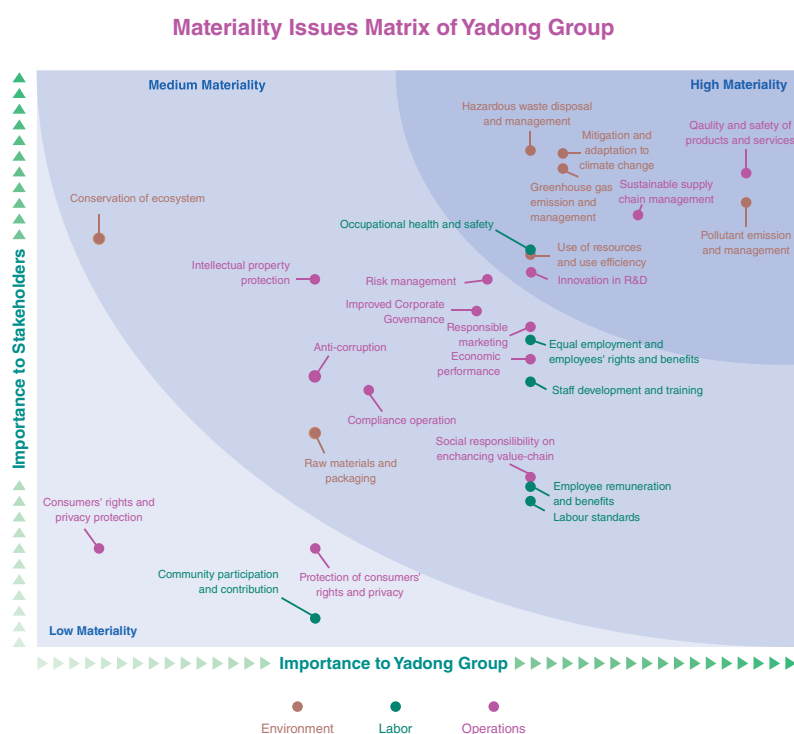 Materiality Issues Matrix of Yadong Group
Medium Materiality
High Materiality
Hazardous waste disposal
and management
Mitigation and
adaptation to
climate change
Qaulity and safety of
products and services
Greenhouse gas
emission and
management
Sustainable supply
chain management
Conservation of ecosystem
Occupational health and safety
Pollutant emission
and management
Use of resources
and use efficiency
Intellectual property
protection
Risk management
Innovation in R&D
Improved Corporate
Governance
Responsible
marketing
Equal employment and
employees' rights and benefits
Economic
performance
Anti-corruption
Staff development and training
Compliance operation
Social responsilibility on
enchancing value-chain
Raw materials and
packaging
Employee remuneration
and benefits
Labour standards
Consumers' rights and
privacy protection
Community participation
and contribution
Protection of consumers'
rights and privacy
Low Materiality
Importance to Stakeholders
Importance to Yadong Group
Environment
Labor
Operations